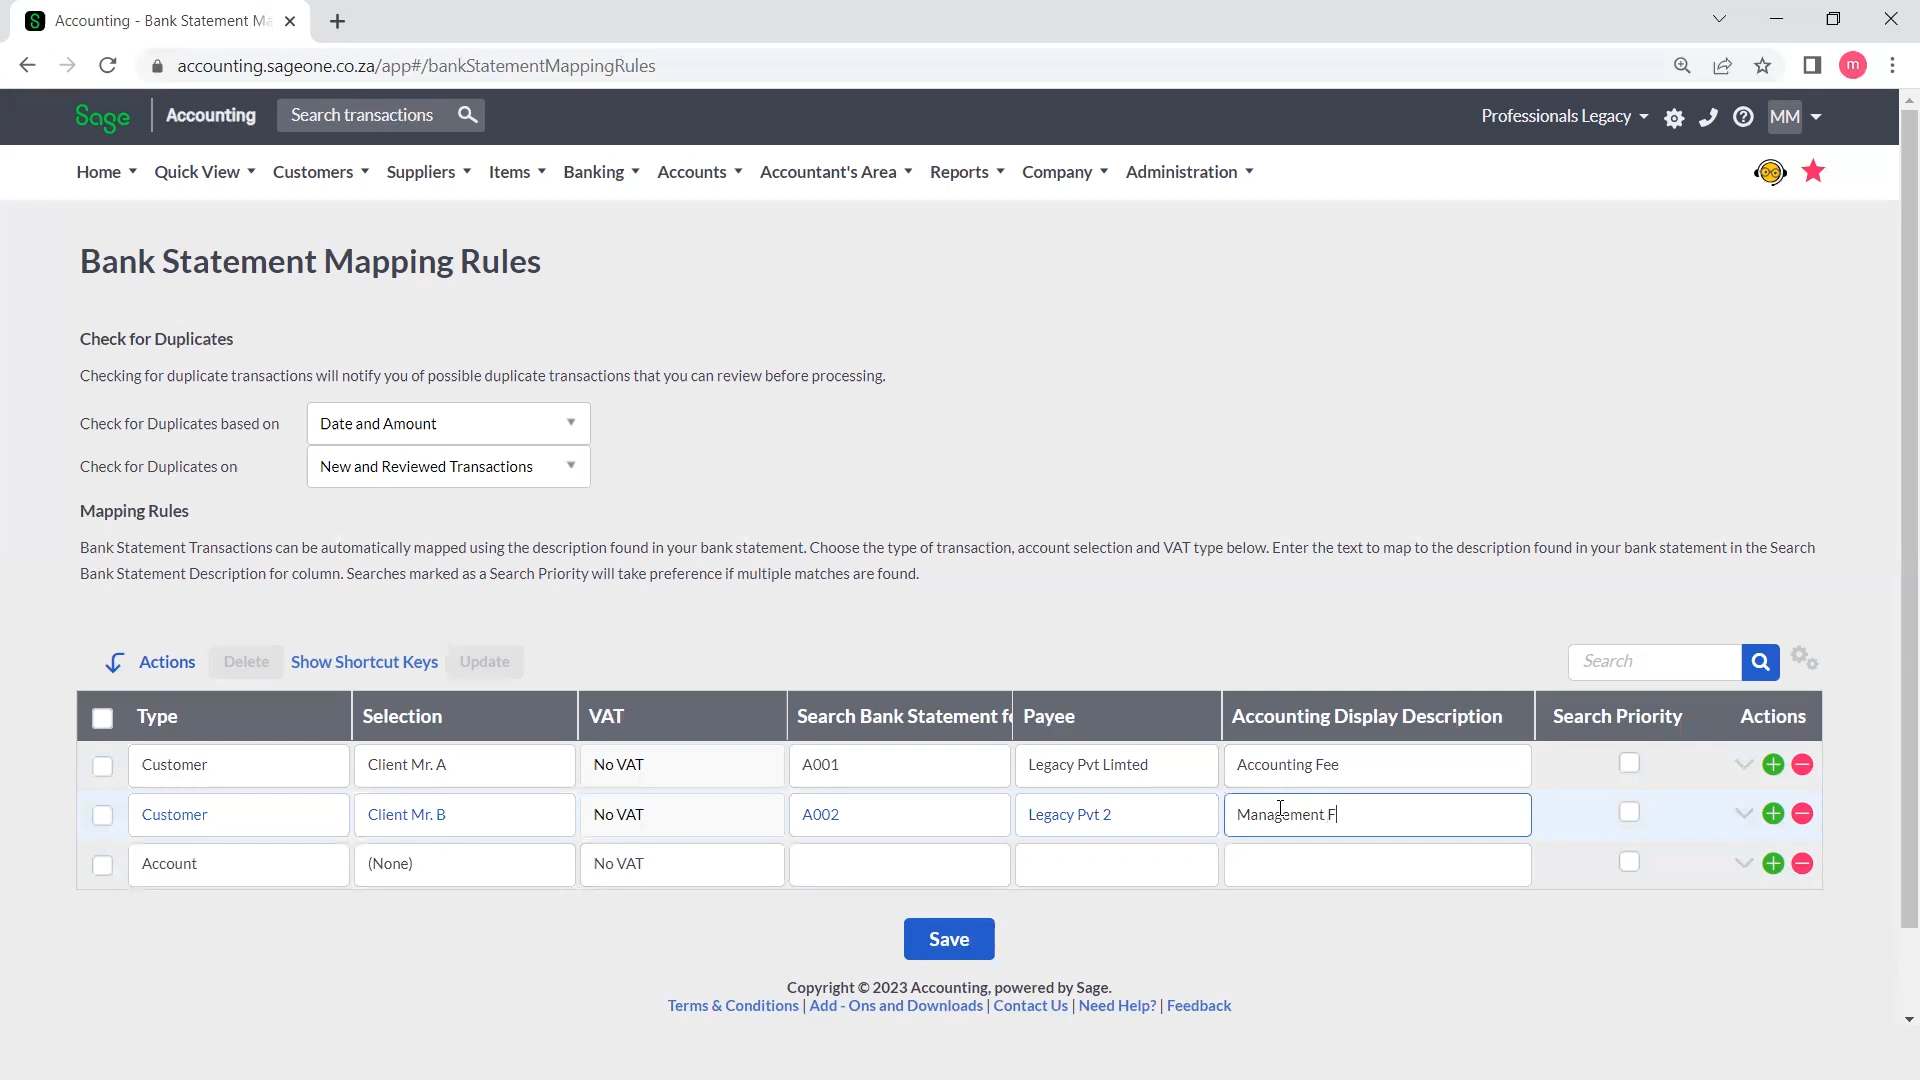 Accounting - Bank Statement Ma
accounting.sageone.co.za/app#/bankStatementMappingRules
m
Sage
Accounting
Search transactions
Professionals Legacy
MM
Home Quick View Customers Suppliers Items Banking Accounts Accountant's Area Reports Company Administration
Bank Statement Mapping Rules
Check for Duplicates
Checking for duplicate transactions will notify you of possible duplicate transactions that you can review before processing.
Check for Duplicates based on Date and Amount
Check for Duplicates on New and Reviewed Transactions
Mapping Rules
Bank Statement Transactions can be automatically mapped using the description found in your bank statement. Choose the type of transaction, account selection and VAT type below. Enter the text to map to the description found in your bank statement in the Search
Bank Statement Description for column. Searches marked as a Search Priority will take preference if multiple matches are found.
Actions Delete Show Shortcut Keys Update Search
Type Selection VAT Search Bank Statement fo Payee Accounting Display Description Search Priority Actions
Customer Client Mr. A No VAT A001 Legacy Pvt Limted Accounting Fee
Customer Client Mr. B No VAT A002 Legacy Pvt 2 Management F
Account (None) No VAT
Save
Copyright © 2023 Accounting, powered by Sage.
Terms & Conditions | Add - Ons and Downloads | Contact Us | Need Help? | Feedback